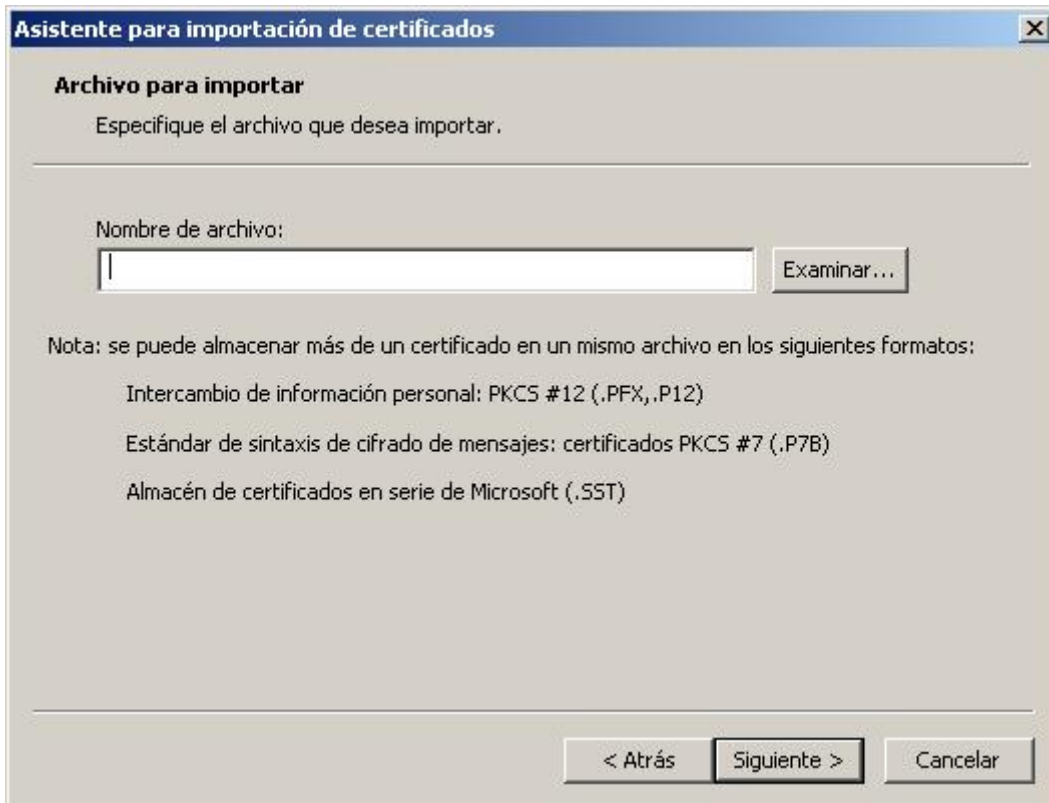 Asistente para importación de certificados
Archivo para importar
Especifique el archivo que desea importar.
Nombre de archivo:
Examinar...
Nota: se puede almacenar más de un certificado en un mismo archivo en los siguientes formatos:
Intercambio de información personal: PKCS #12 (.PFX,.P12)
Estándar de sintaxis de cifrado de mensajes: certificados PKCS #7 (.P7B)
Almacén de certificados en serie de Microsoft (.SST)
< Atrás Siguiente > Cancelar